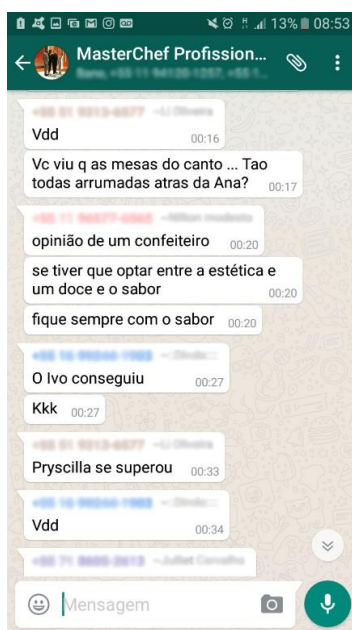 13% 08:53
MasterChef Profission...
Vdd 00:16
Vc viu q as mesas do canto ... Tao
todas arrumadas atras da Ana? 00:17
opinião de um confeiteiro 00:20
se tiver que optar entre a estética e
um doce e o sabor 00:20
fique sempre com o sabor 00:20
O Ivo conseguiu 00:27
Kkk 00:27
Pryscilla se superou 00:33
Vdd 00:34
Mensagem